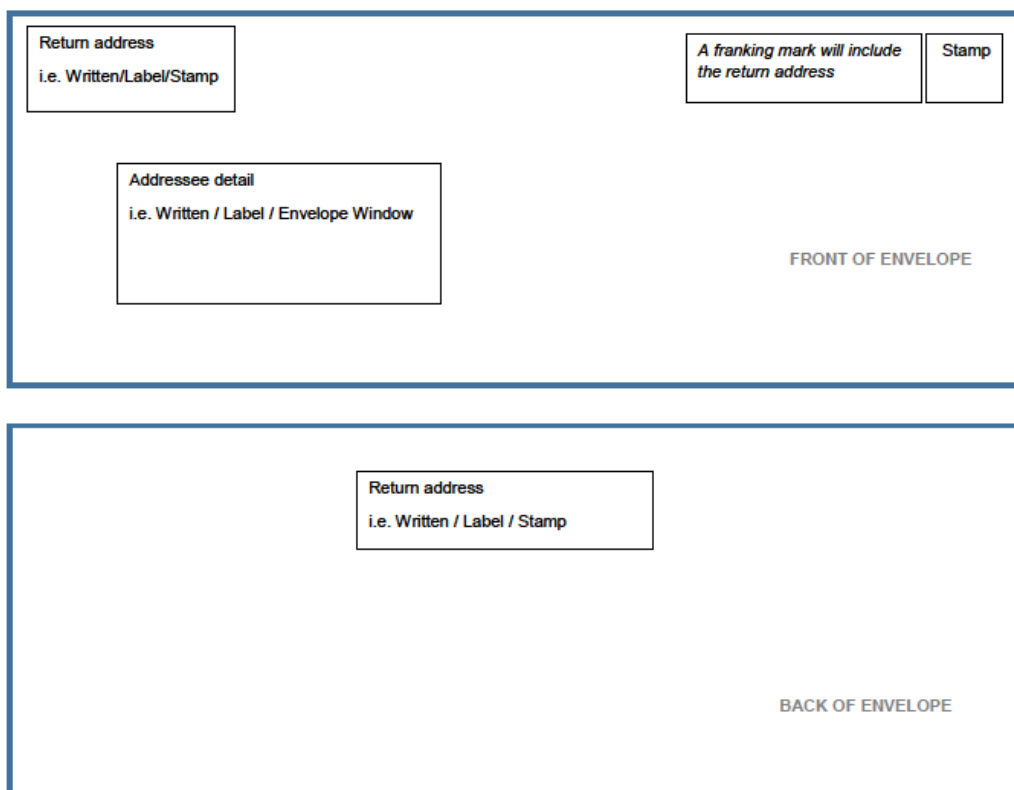 Return address
i.e. Written/Label/Stamp
A franking mark will include
the return address
Stamp
Addressee detail
i.e. Written / Label / Envelope Window
FRONT OF ENVELOPE
Return address
i.e. Written / Label / Stamp
BACK OF ENVELOPE